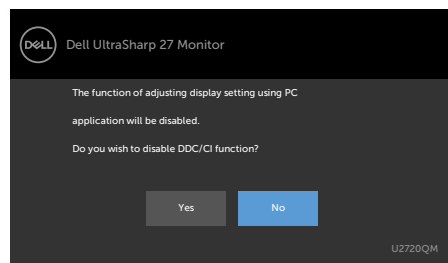 DELL
Dell UltraSharp 27 Monitor
The function of adjusting display setting using PC
application will be disabled.
Do you wish to disable DDC/CI function?
Yes
No
U2720QM